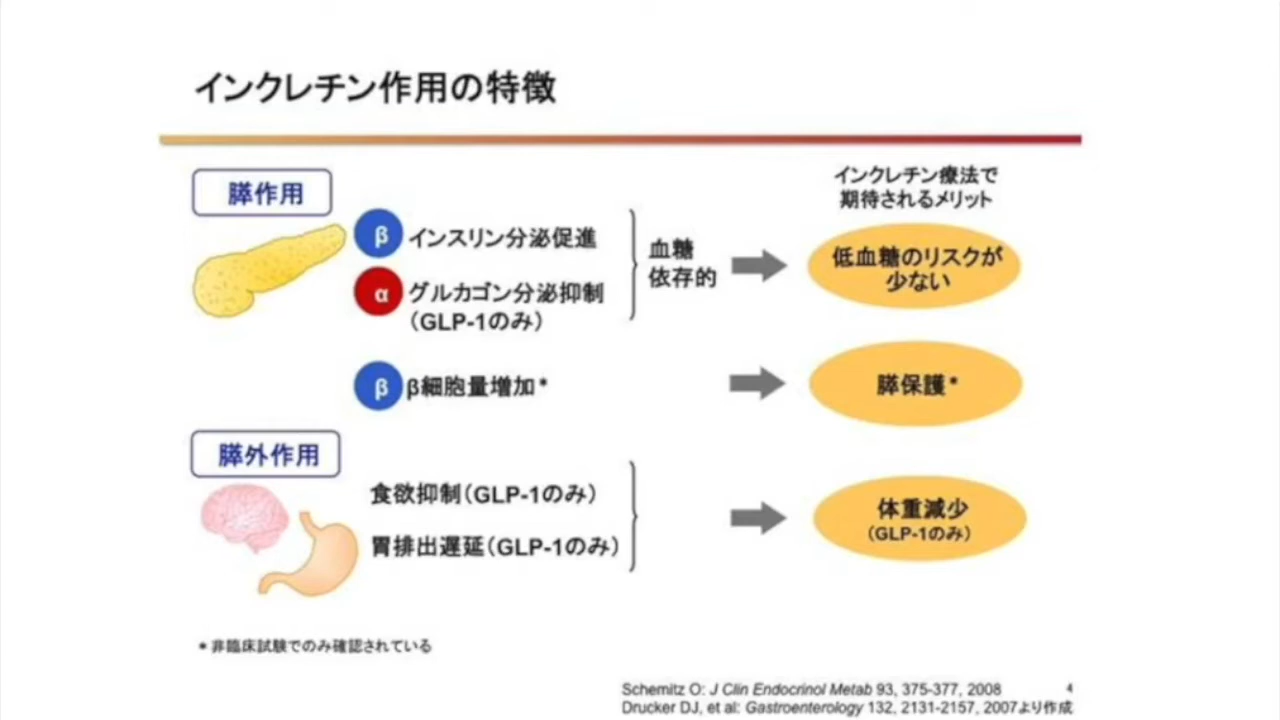 インクレチン作用の特徴
膵作用
β インスリン分泌促進
α グルカゴン分泌抑制
(GLP-1のみ)
血糖
依存的
インクレチン療法で
期待されるメリット
低血糖のリスクが
少ない
β β細胞量増加*
膵保護*
膵外作用
食欲抑制(GLP-1のみ)
胃排出遅延(GLP-1のみ)
体重減少
(GLP-1のみ)
* 非臨床試験でのみ確認されている
Schemitz O: J Clin Endocrinol Metab 93, 375-377, 2008
4
Drucker DJ, et al: Gastroenterology 132, 2131-2157, 2007より作成